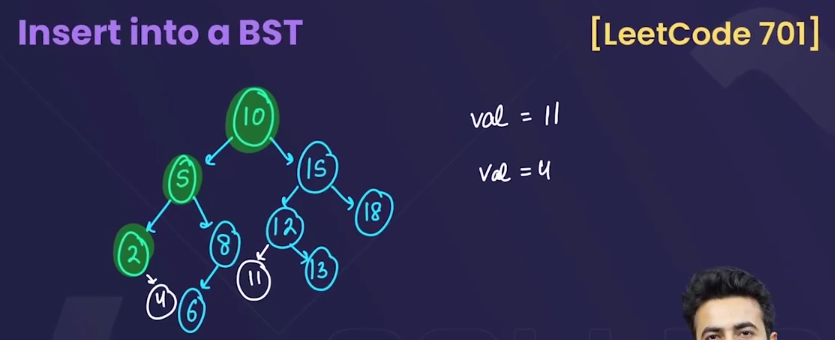 Insert into a BST
[LeetCode 701]
10
val = 11
5
15
val = 4
2
8
12
18
4
6
11
13